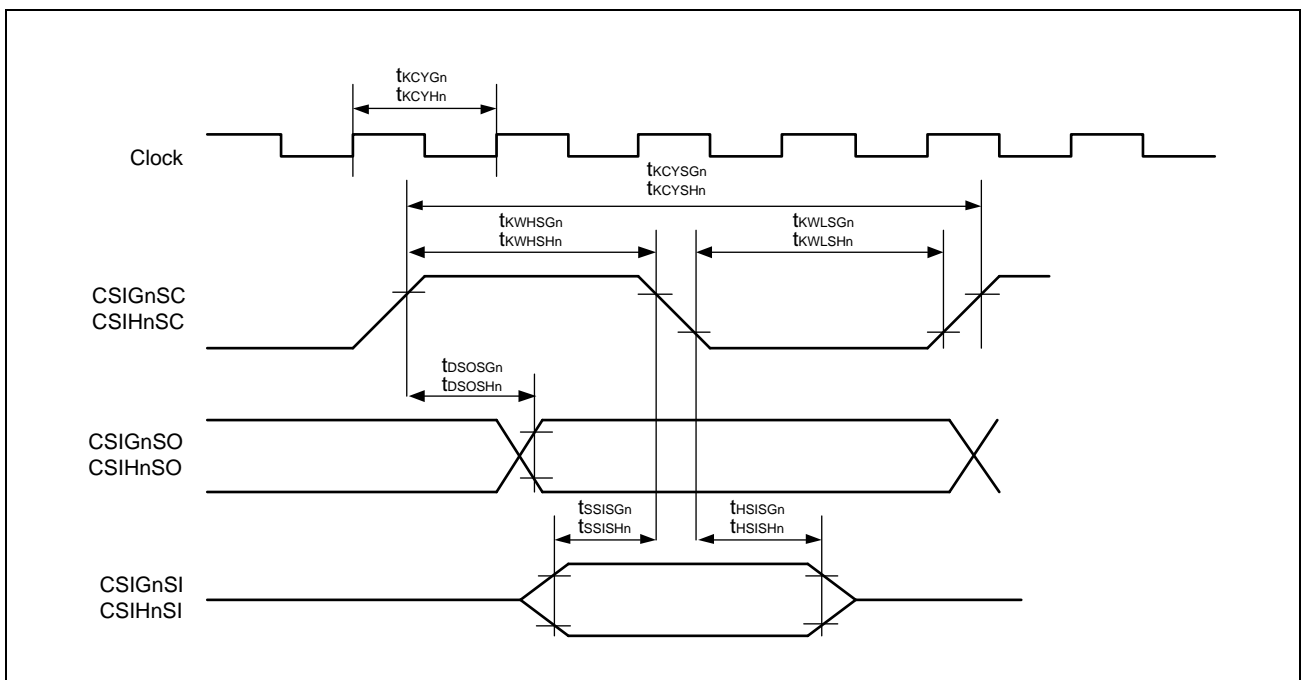 tKCYGn
tKCYHn
Clock
tKCYSGn
tKCYSHn
tKWHSGn
tKWHSHn
tKWLSGn
tKWLSHn
CSIGnSC
CSIHnSC
tDSOSGn
tDSOSHn
CSIGnSO
CSIHnSO
tSSISGn
tSSISHn
tHSISGn
tHSISHn
CSIGnSI
CSIHnSI